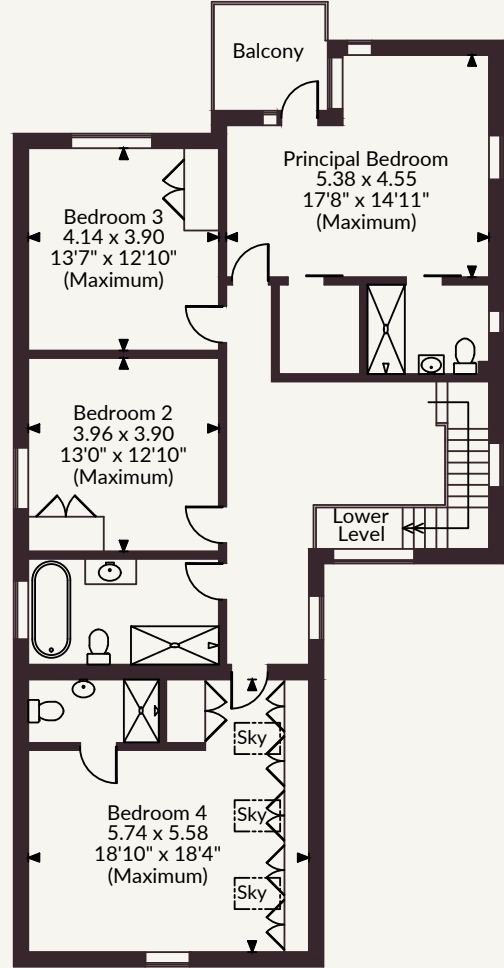 Balcony
Principal Bedroom
5.38 x 4.55
17'8" x 14'11"
(Maximum)
Bedroom 3
4.14 x 3.90
13'7" x 12'10"
(Maximum)
Bedroom 2
3.96 x 3.90
13'0" x 12'10"
(Maximum)
Lower
Level
Sky
Sky
Sky
Bedroom 4
5.74 x 5.58
18'10" x 18'4"
(Maximum)